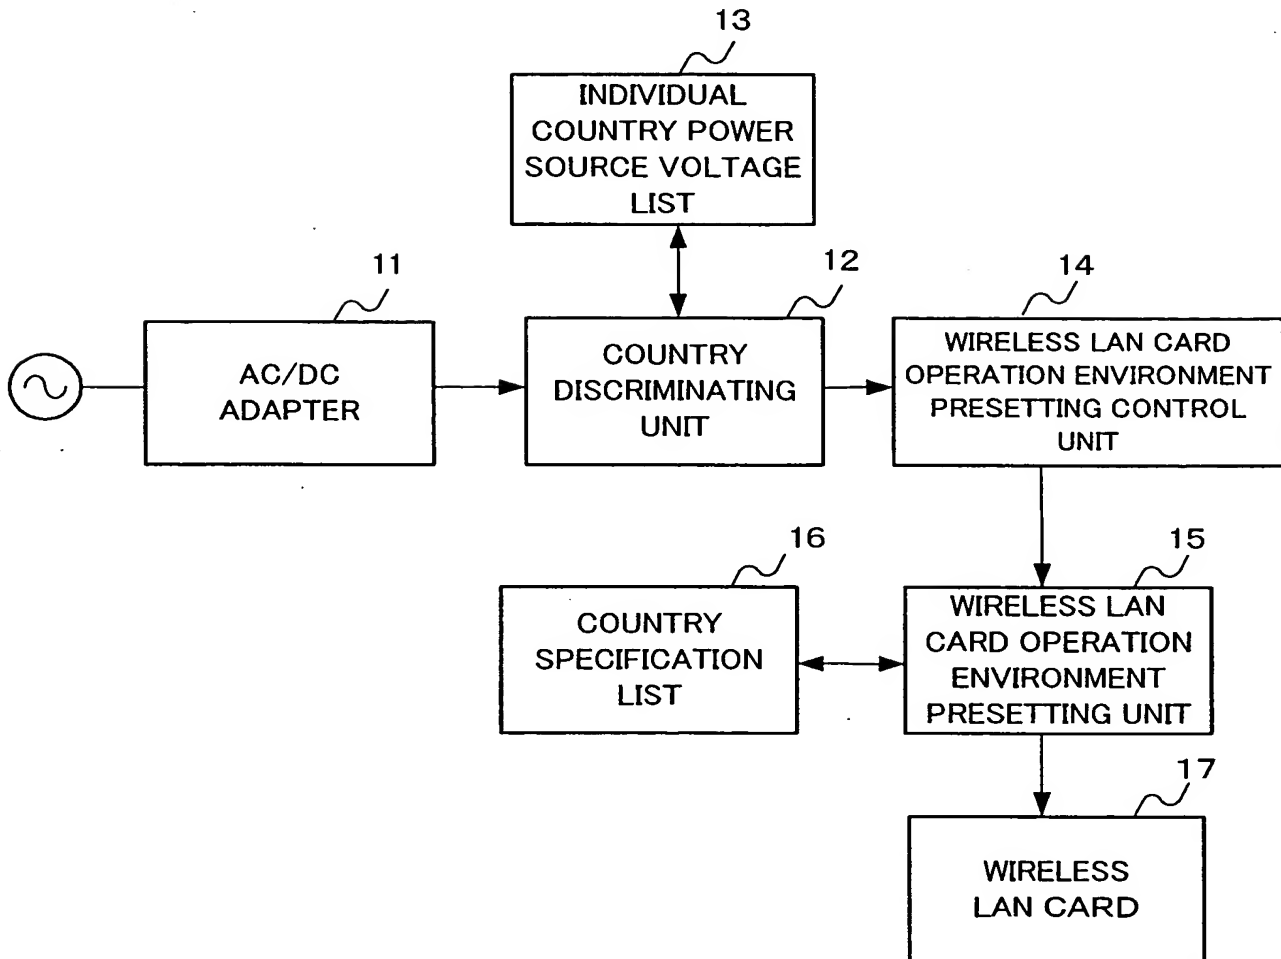 13
INDIVIDUAL
COUNTRY POWER
SOURCE VOLTAGE
LIST
11
AC/DC
ADAPTER
12
COUNTRY
DISCRIMINATING
UNIT
14
WIRELESS LAN CARD
OPERATION ENVIRONMENT
PRESETTING CONTROL
UNIT
16
COUNTRY
SPECIFICATION
LIST
15
WIRELESS LAN
CARD OPERATION
ENVIRONMENT
PRESETTING UNIT
17
WIRELESS
LAN CARD